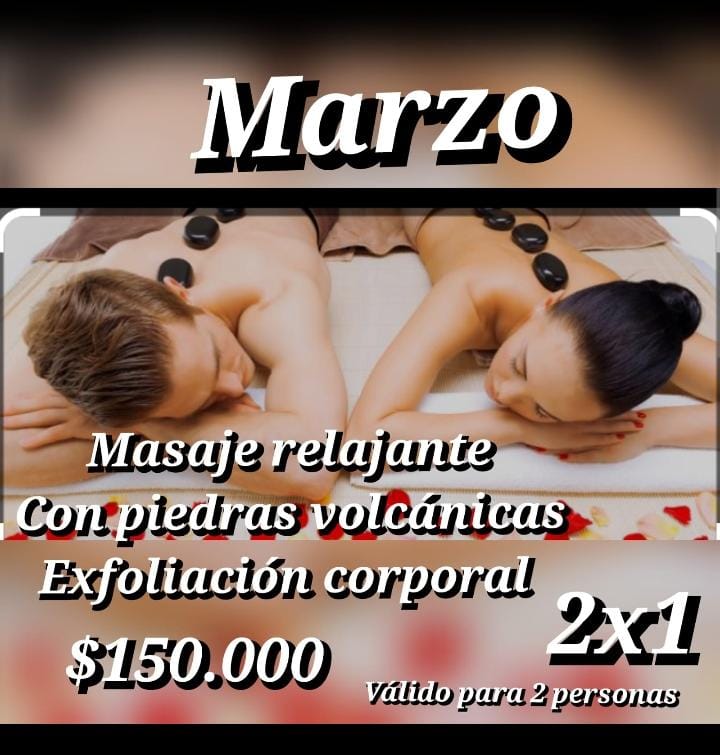 Marzo
Masaje relajante
Con piedras volcánicas
Exfoliación corporal
2x1
$150.000
Válido para 2 personas